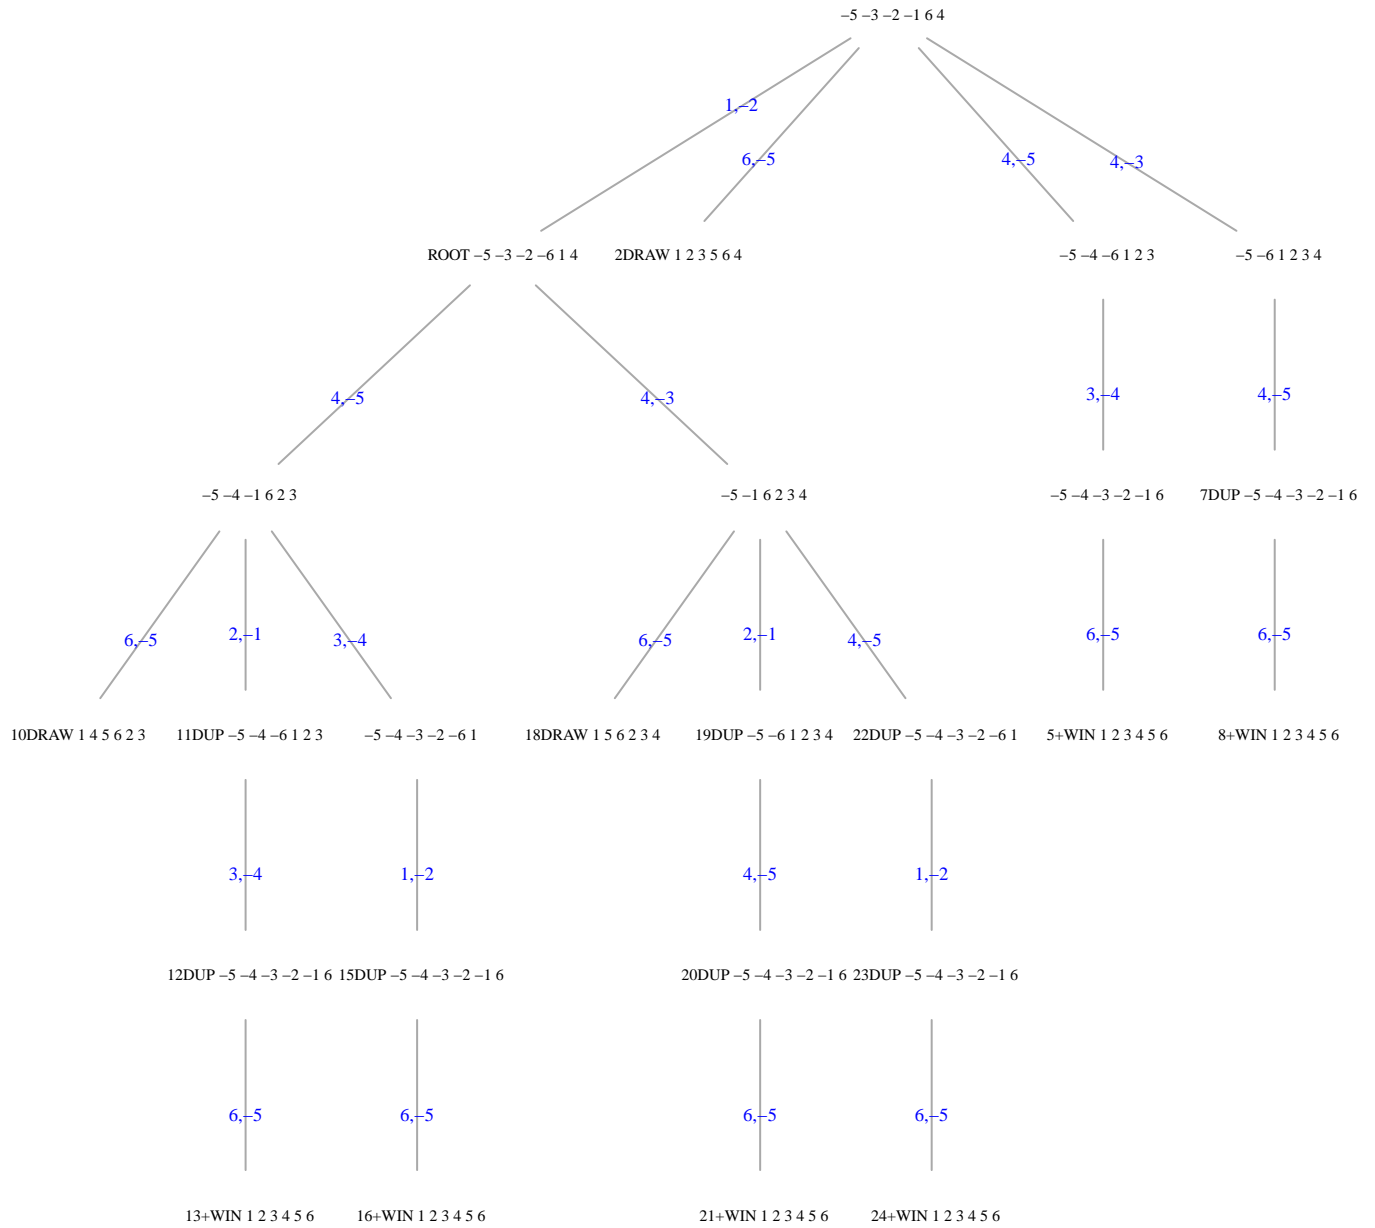 –5 –3 –2 –1 6 4
1,–2
6,–5
4,–5
4,–3
ROOT –5 –3 –2 –6 1 4
2DRAW 1 2 3 5 6 4
–5 –4 –6 1 2 3
–5 –6 1 2 3 4
4,–5
4,–3
3,–4
4,–5
–5 –4 –1 6 2 3
–5 –1 6 2 3 4
–5 –4 –3 –2 –1 6
7DUP –5 –4 –3 –2 –1 6
6,–5
2,–1
3,–4
6,–5
2,–1
4,–5
6,–5
6,–5
10DRAW 1 4 5 6 2 3
11DUP –5 –4 –6 1 2 3
–5 –4 –3 –2 –6 1
18DRAW 1 5 6 2 3 4
19DUP –5 –6 1 2 3 4
22DUP –5 –4 –3 –2 –6 1
5+WIN 1 2 3 4 5 6
8+WIN 1 2 3 4 5 6
3,–4
1,–2
4,–5
1,–2
12DUP –5 –4 –3 –2 –1 6
15DUP –5 –4 –3 –2 –1 6
20DUP –5 –4 –3 –2 –1 6
23DUP –5 –4 –3 –2 –1 6
6,–5
6,–5
6,–5
6,–5
13+WIN 1 2 3 4 5 6
16+WIN 1 2 3 4 5 6
21+WIN 1 2 3 4 5 6
24+WIN 1 2 3 4 5 6